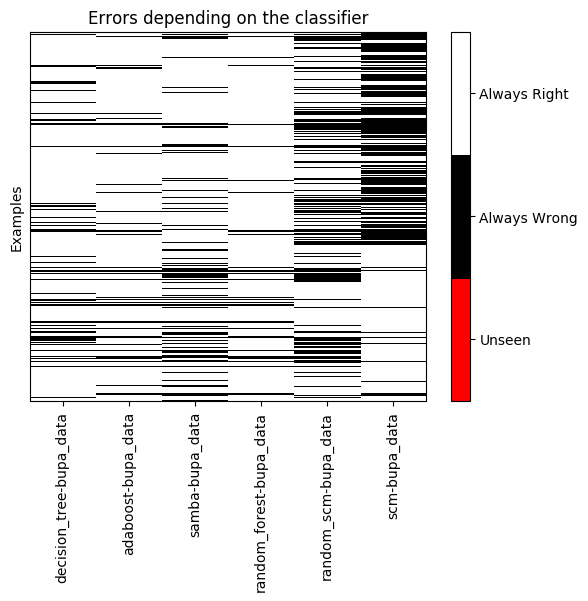 Errors depending on the classifier
Examples
Always Right
Always Wrong
Unseen
decision_tree-bupa_data
adaboost-bupa_data
samba-bupa_data
random_forest-bupa_data
random_scm-bupa_data
scm-bupa_data